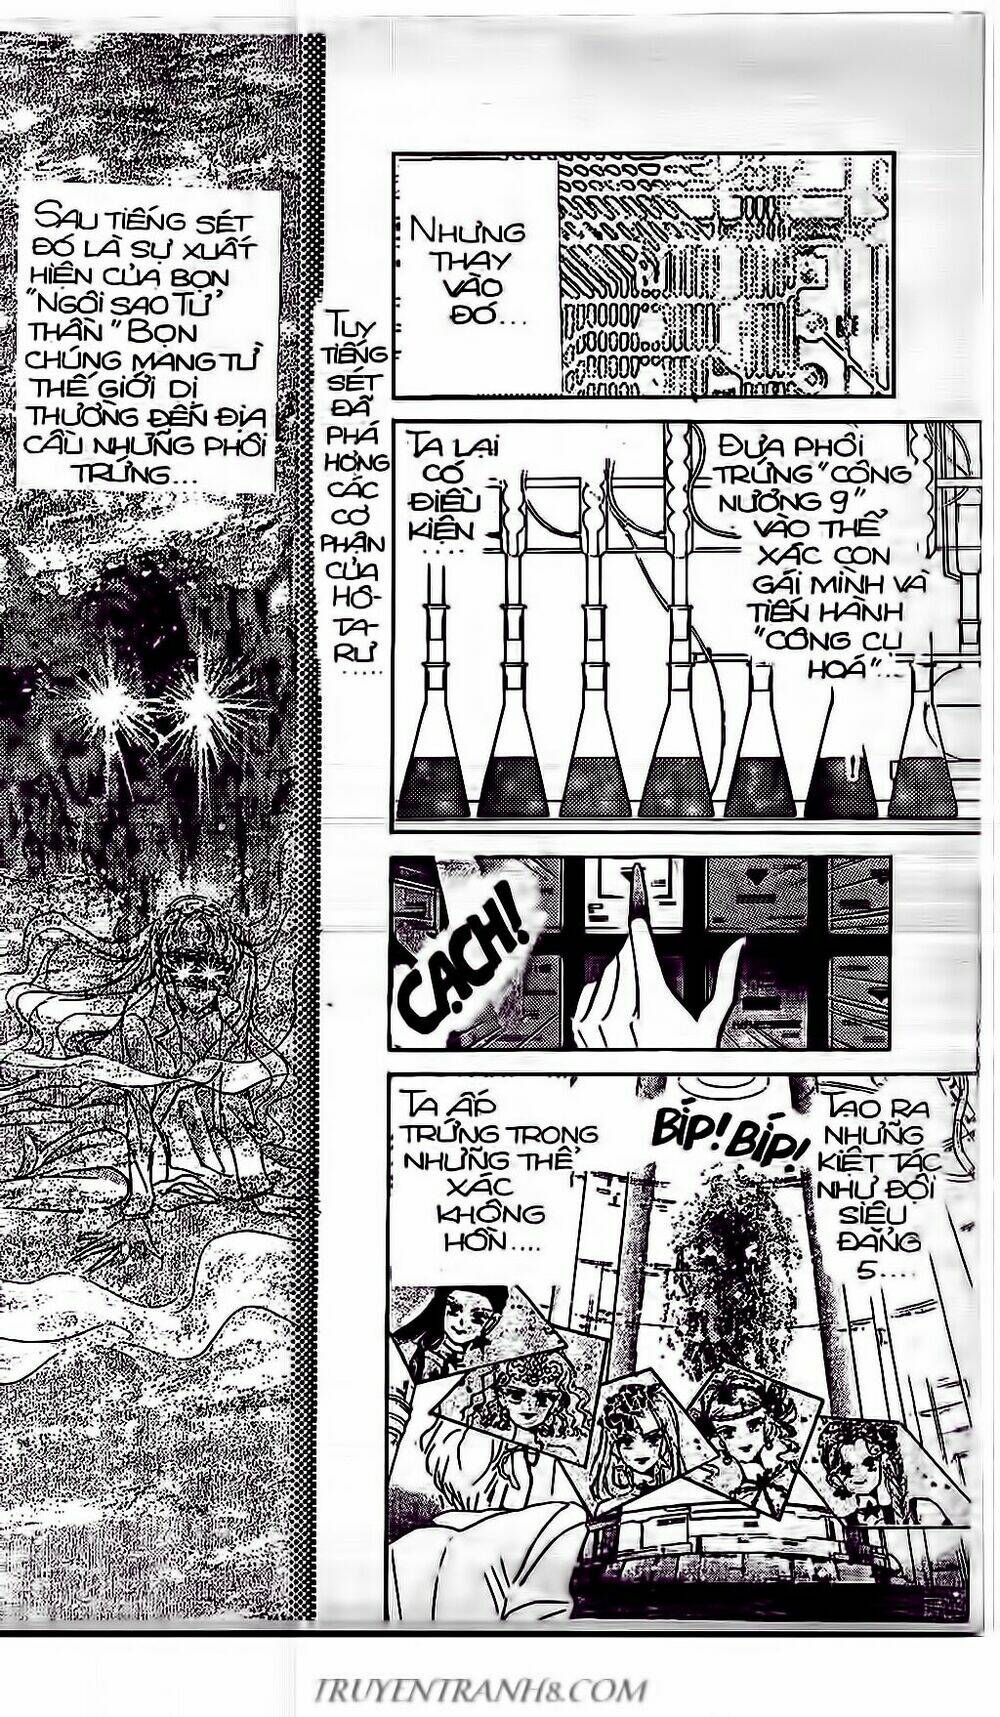 NHƯNG
THAY
VÀO
ĐÓ...
TUY
TIẾNG
SÉT
ĐÃ
PHÁ
HỎNG
CÁC
CƠ
PHẬN
CỦA
HÔ-
TA-
RƯ
.....
SAU TIẾNG SÉT
ĐÓ LÀ SỰ XUẤT
HIỆN CỦA BỌN
"NGÔI SAO TỬ
THẦN" BỌN
CHÚNG MANG TỪ
THẾ GIỚI DỊ
THƯỜNG ĐẾN ĐỊA
CẦU NHỮNG PHÔI
TRỨNG...
TA LẠI
CÓ
ĐIỀU
KIỆN
....
ĐƯA PHÔI
TRỨNG "CÔNG
NƯƠNG 9"
VÀO THỂ
XÁC CON
GÁI MÌNH VÀ
TIẾN HÀNH
"CÔNG CỤ
HOÁ"...
CẠCH!
TA ẤP
TRỨNG TRONG
NHỮNG THỂ
XÁC
KHÔNG
HỒN....
BÍP! BÍP!
TẠO RA
NHỮNG
KIỆT TÁC
NHƯ ĐỘI
SIÊU
ĐẲNG
5....
TRUYENTRANH8.COM